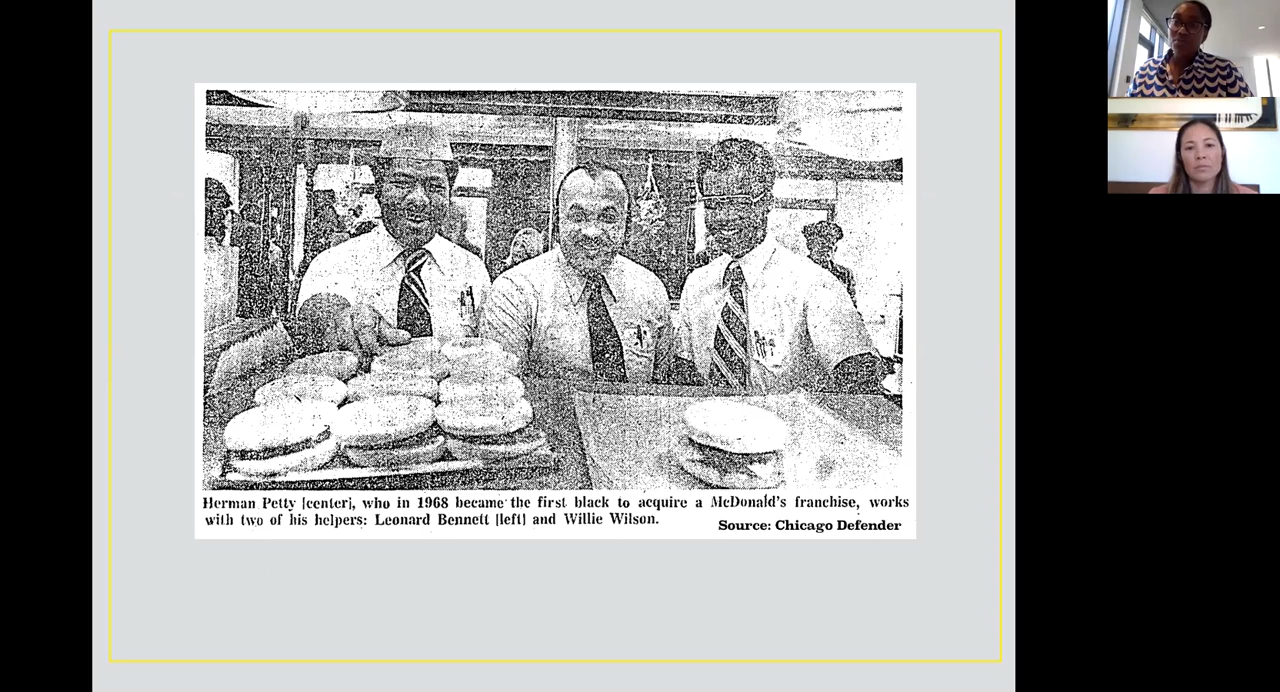 Herman Petty [center], who in 1968 became the first black to acquire a McDonald's franchise, works
with two of his helpers: Leonard Bennett [left] and Willie Wilson.
Source: Chicago Defender